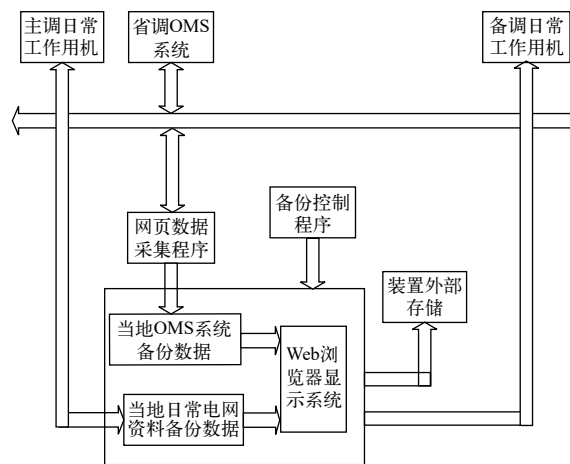 主调日常
工作用机
省调OMS
系统
备调日常
工作用机
网页数据
采集程序
备份控制
程序
装置外部
存储
当地OMS系统
备份数据
Web浏
览器显
示系统
当地日常电网
资料备份数据